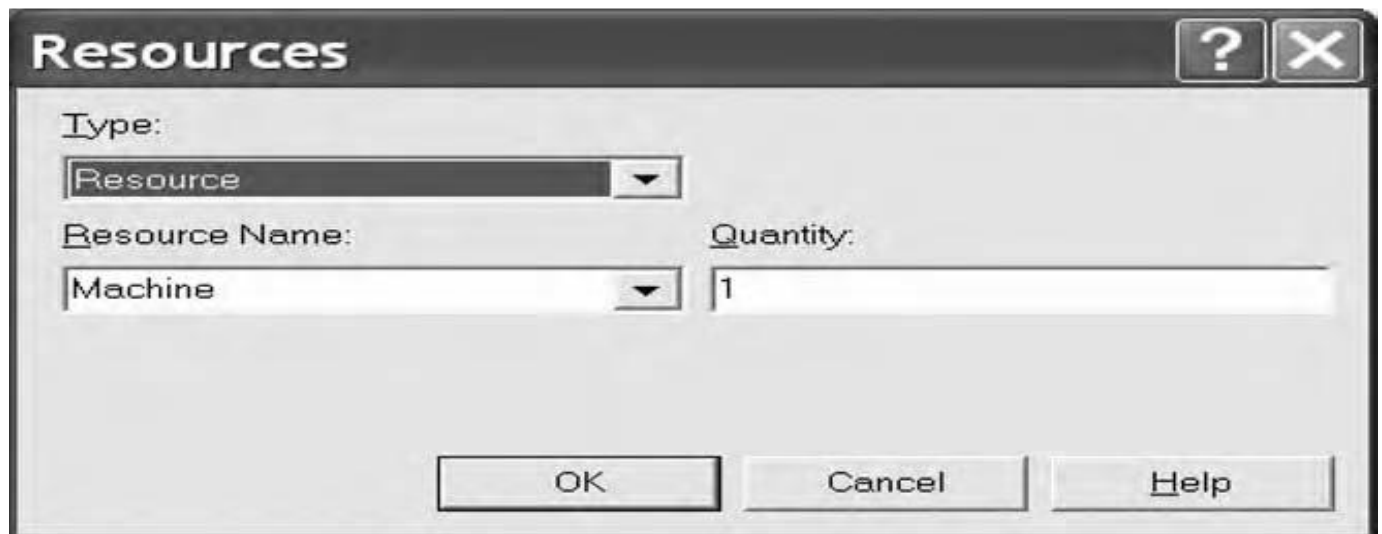 Resources
Type:
Resource
Resource Name: Quantity:
Machine 1
OK Cancel Help